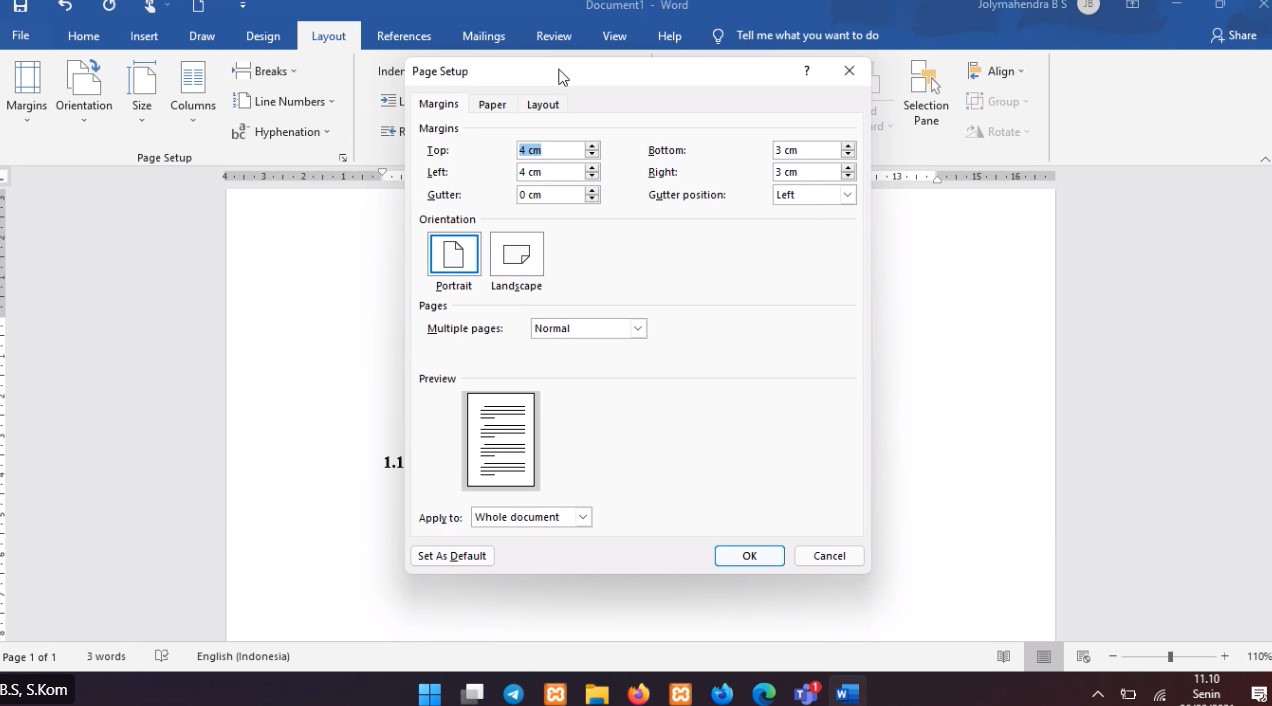 Document1 - Word
Jolymahendra B S
JB
File Home Insert Draw Design Layout References Mailings Review View Help Tell me what you want to do Share
Margins Orientation Size Columns
Breaks
Line Numbers
Hyphenation
Page Setup
Selection Pane
Align
Group
Rotate
Page Setup
?
Margins Paper Layout
Margins
Top: 4 cm Bottom: 3 cm
Left: 4 cm Right: 3 cm
Gutter: 0 cm Gutter position: Left
Orientation
Portrait Landscape
Pages
Multiple pages: Normal
Preview
1.1
Apply to: Whole document
Set As Default OK Cancel
Page 1 of 1 3 words English (Indonesia) 110%
B.S, S.Kom
1
11.10
Senin